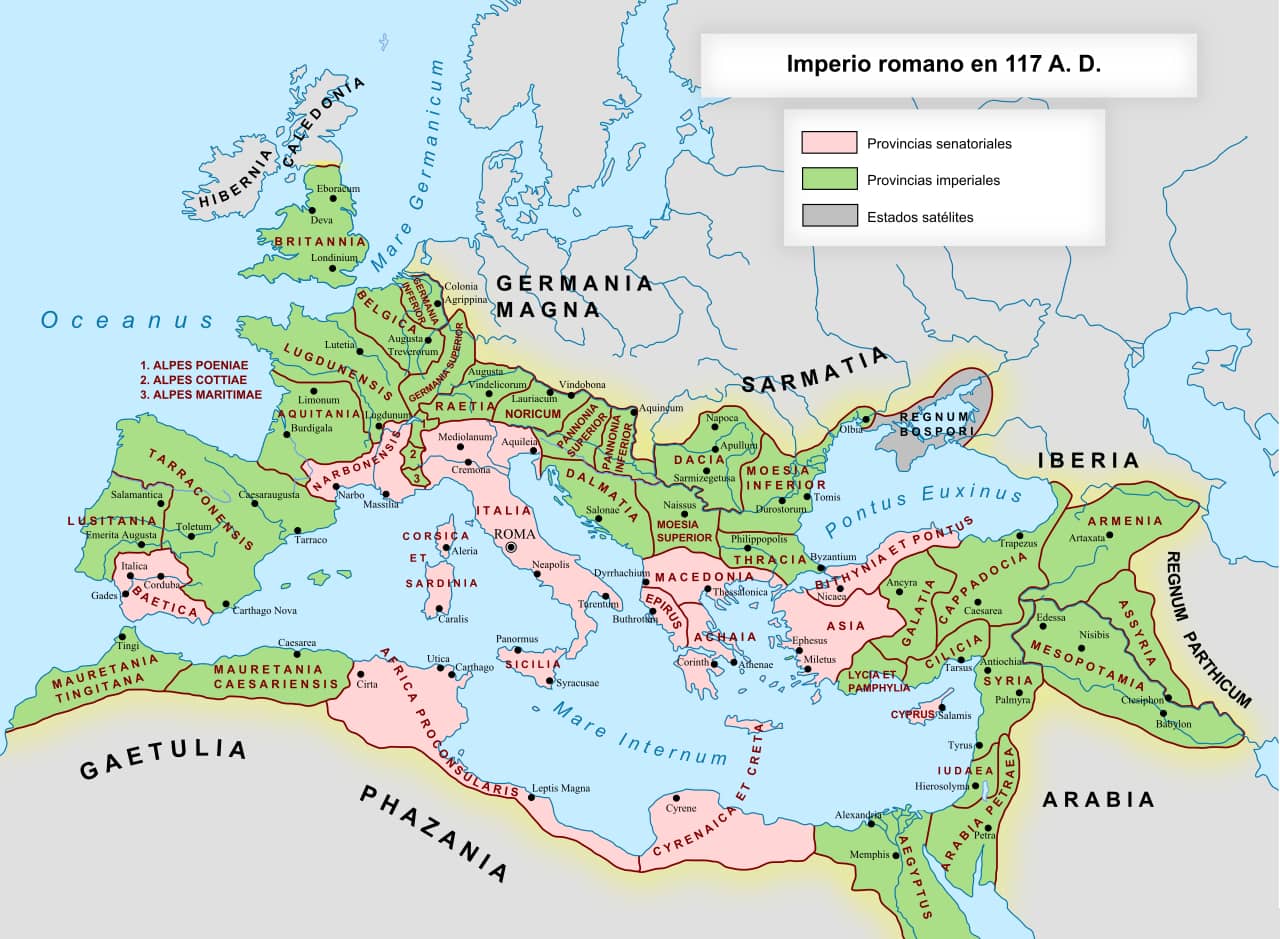 Imperio romano en 117 A. D.
Provincias senatoriales
Provincias imperiales
Estados satélites
HIBERNIA
CALEDONIA
Mare Germanicum
Oceanus
Eboracum
Deva
BRITANNIA
Londinium
GERMANIA
MAGNA
SARMATIA
1. ALPES POENIAE
2. ALPES COTTIAE
3. ALPES MARITIMAE
GERMANIA
INFERIOR
Colonia
Agrippina
BELGICA
Augusta
Treverorum
Lutetia
LUGDUNENSIS
GERMANIA SUPERIOR
Limonum
AQUITANIA
Burdigala
Lugdunum
NARBONENSIS
Narbo
Massilia
1
2
3
Augusta
Vindelicorum
RAETIA
Lauriacum
NORICUM
Vindobona
PANNONIA
SUPERIOR
PANNONIA
INFERIOR
Aquincum
Mediolanum
Cremona
Aquileia
ITALIA
ROMA
Neapolis
Tarentum
DALMATIA
Salonae
Napoca
Apullum
DACIA
Sarmizegetusa
MOESIA
INFERIOR
Tomis
Durostorum
Naissus
MOESIA
SUPERIOR
Philippopolis
THRACIA
Byzantium
Olbia
REGNUM
BOSPORI
Pontus Euxinus
IBERIA
TARRACONENSIS
Salamantica
Caesaraugusta
LUSITANIA
Toletum
Emerita Augusta
Tarraco
Italica
Corduba
Gades
BAETICA
Carthago Nova
CORSICA
ET
SARDINIA
Aleria
Caralis
Panormus
SICILIA
Syracusae
Dyrrhachium
MACEDONIA
Thessalonica
EPIRUS
Buthrotum
ACHAIA
Corinth
Athenae
BITHYNIA ET PONTUS
Nicaea
ASIA
Ephesus
Miletus
Ancyra
GALATIA
CAPPADOCIA
Caesarea
Trapezus
LYCIA ET
PAMPHYLIA
CILICIA
Tarsus
CYPRUS
Salamis
ARMENIA
Artaxata
REGNUM PARTHICUM
ASSYRIA
Edessa
Nisibis
MESOPOTAMIA
Ctesiphon
Babylon
Antiochia
SYRIA
Palmyra
Tyrus
IUDAEA
Hierosolyma
ARABIA PETRAEA
Petra
ARABIA
Tingi
MAURETANIA
TINGITANA
Caesarea
MAURETANIA
CAESARIENSIS
Cirta
Utica
Carthago
AFRICA PROCONSULARIS
Leptis Magna
Mare Internum
Cyrene
CYRENAICA ET CRETA
Alexandria
Memphis
AEGYPTUS
GAETULIA
PHAZANIA